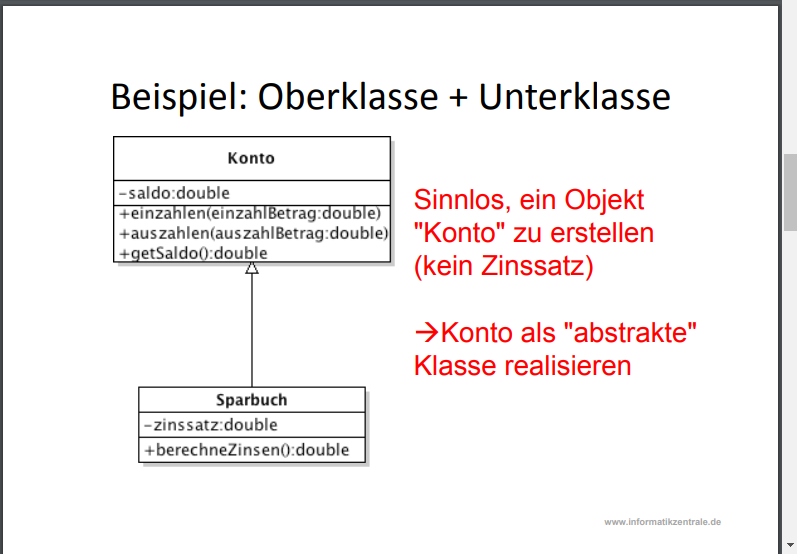 Beispiel: Oberklasse + Unterklasse
Konto
-saldo:double
+einzahlen(einzahlBetrag:double)
+auszahlen(auszahlBetrag:double)
+getSaldo():double
Sinnlos, ein Objekt
"Konto" zu erstellen
(kein Zinssatz)
→Konto als "abstrakte"
Klasse realisieren
Sparbuch
-zinssatz:double
+berechneZinsen():double
www.informatikzentrale.de